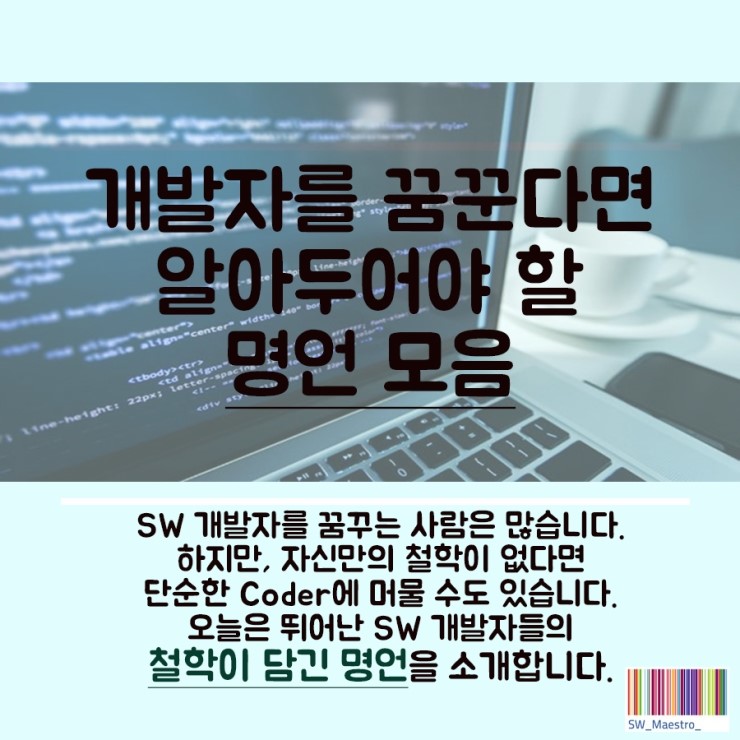 개발자를 꿈꾼다면
알아두어야 할
명언 모음
SW 개발자를 꿈꾸는 사람은 많습니다.
하지만, 자신만의 철학이 없다면
단순한 Coder에 머물 수도 있습니다.
오늘은 뛰어난 SW 개발자들의
철학이 담긴 명언을 소개합니다.
SW_Maestro_